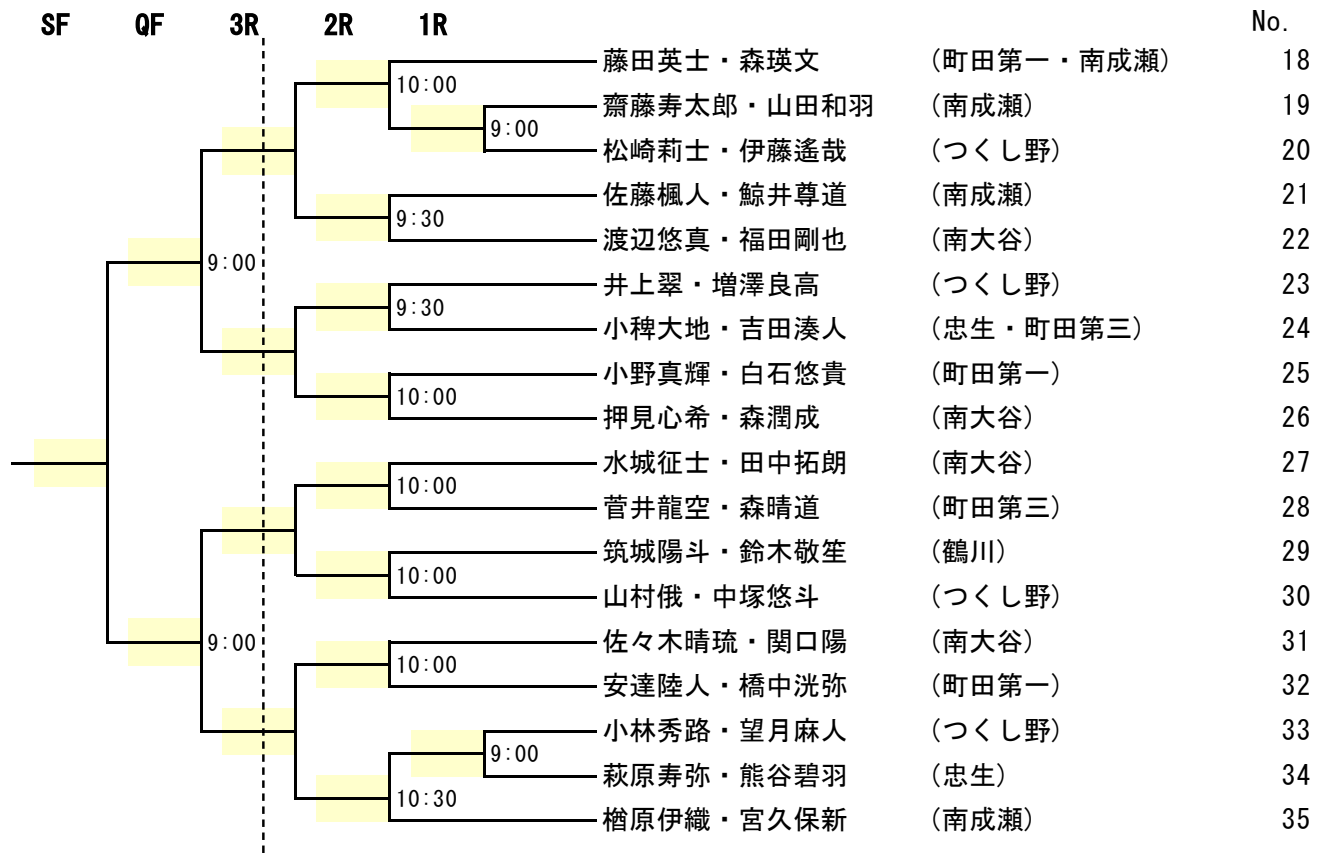 SF QF 3R 2R 1R No.
藤田英士・森瑛文 (町田第一・南成瀬) 18
10:00
齋藤寿太郎・山田和羽 (南成瀬) 19
9:00
松崎莉士・伊藤遙哉 (つくし野) 20
佐藤楓人・鯨井尊道 (南成瀬) 21
9:30
渡辺悠真・福田剛也 (南大谷) 22
9:00
井上翠・増澤良高 (つくし野) 23
9:30
小稗大地・吉田湊人 (忠生・町田第三) 24
小野真輝・白石悠貴 (町田第一) 25
10:00
押見心希・森潤成 (南大谷) 26
水城征士・田中拓朗 (南大谷) 27
10:00
菅井龍空・森晴道 (町田第三) 28
筑城陽斗・鈴木敬笙 (鶴川) 29
10:00
山村俄・中塚悠斗 (つくし野) 30
9:00
佐々木晴琉・関口陽 (南大谷) 31
10:00
安達陸人・橋中洸弥 (町田第一) 32
小林秀路・望月麻人 (つくし野) 33
9:00
萩原寿弥・熊谷碧羽 (忠生) 34
10:30
楢原伊織・宮久保新 (南成瀬) 35